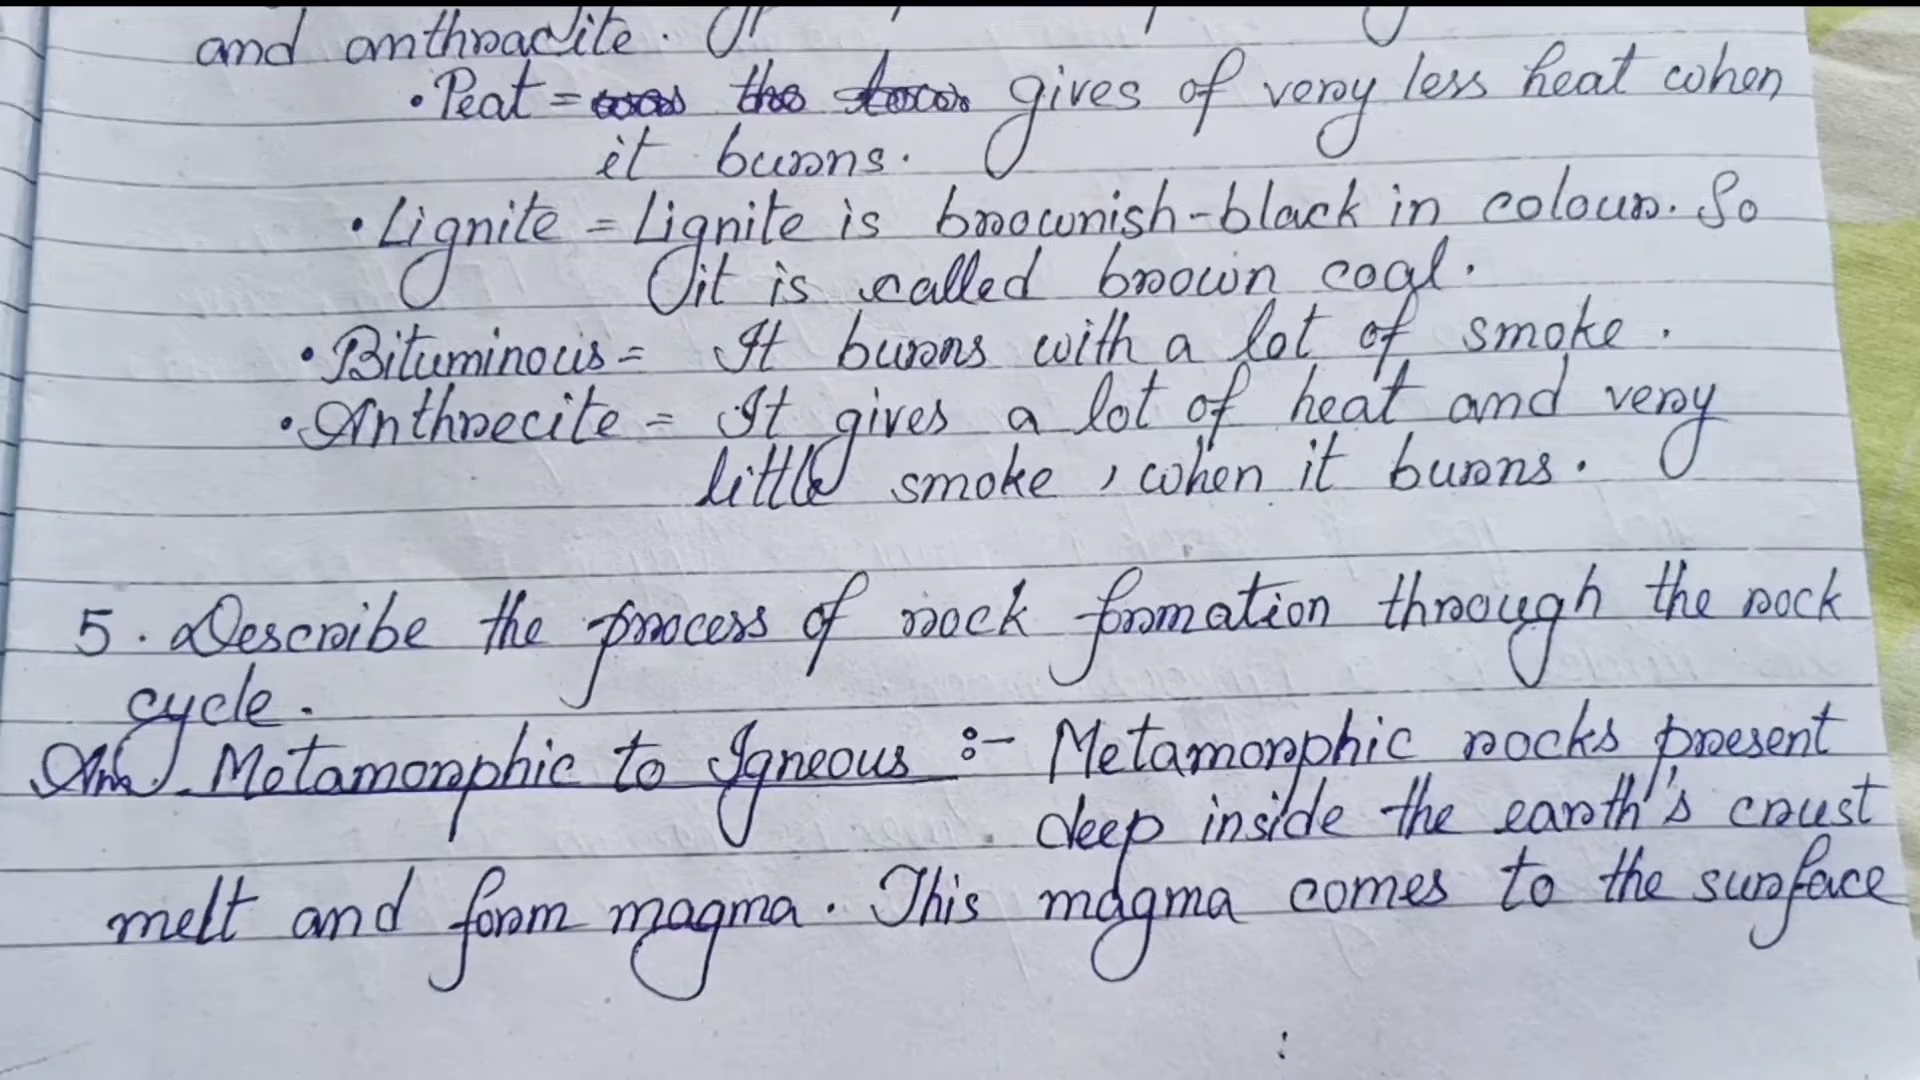 and anthracite. It
• Peat = gives of very less heat when
it burns.
• Lignite = Lignite is brownish-black in colour. So
it is called brown coal.
• Bituminous = It burns with a lot of smoke.
• Anthrecite = It gives a lot of heat and very
little smoke, when it burns.
5. Describe the process of rock formation through the rock
cycle.
Ans. Metamorphic to Igneous :- Metamorphic rocks present
deep inside the earth's crust
melt and form magma. This magma comes to the surface